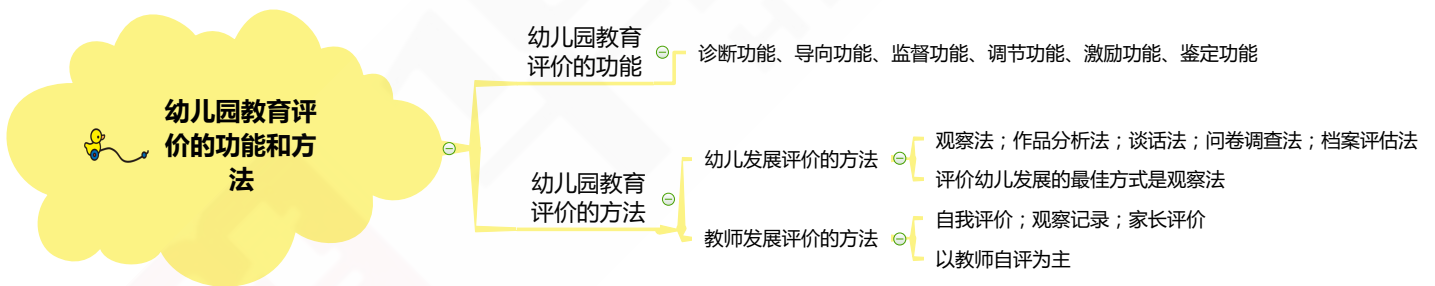 幼儿园教育评
价的功能和方
法
幼儿园教育
评价的功能
诊断功能、导向功能、监督功能、调节功能、激励功能、鉴定功能
幼儿园教育
评价的方法
幼儿发展评价的方法
观察法；作品分析法；谈话法；问卷调查法；档案评估法
评价幼儿发展的最佳方式是观察法
教师发展评价的方法
自我评价；观察记录；家长评价
以教师自评为主